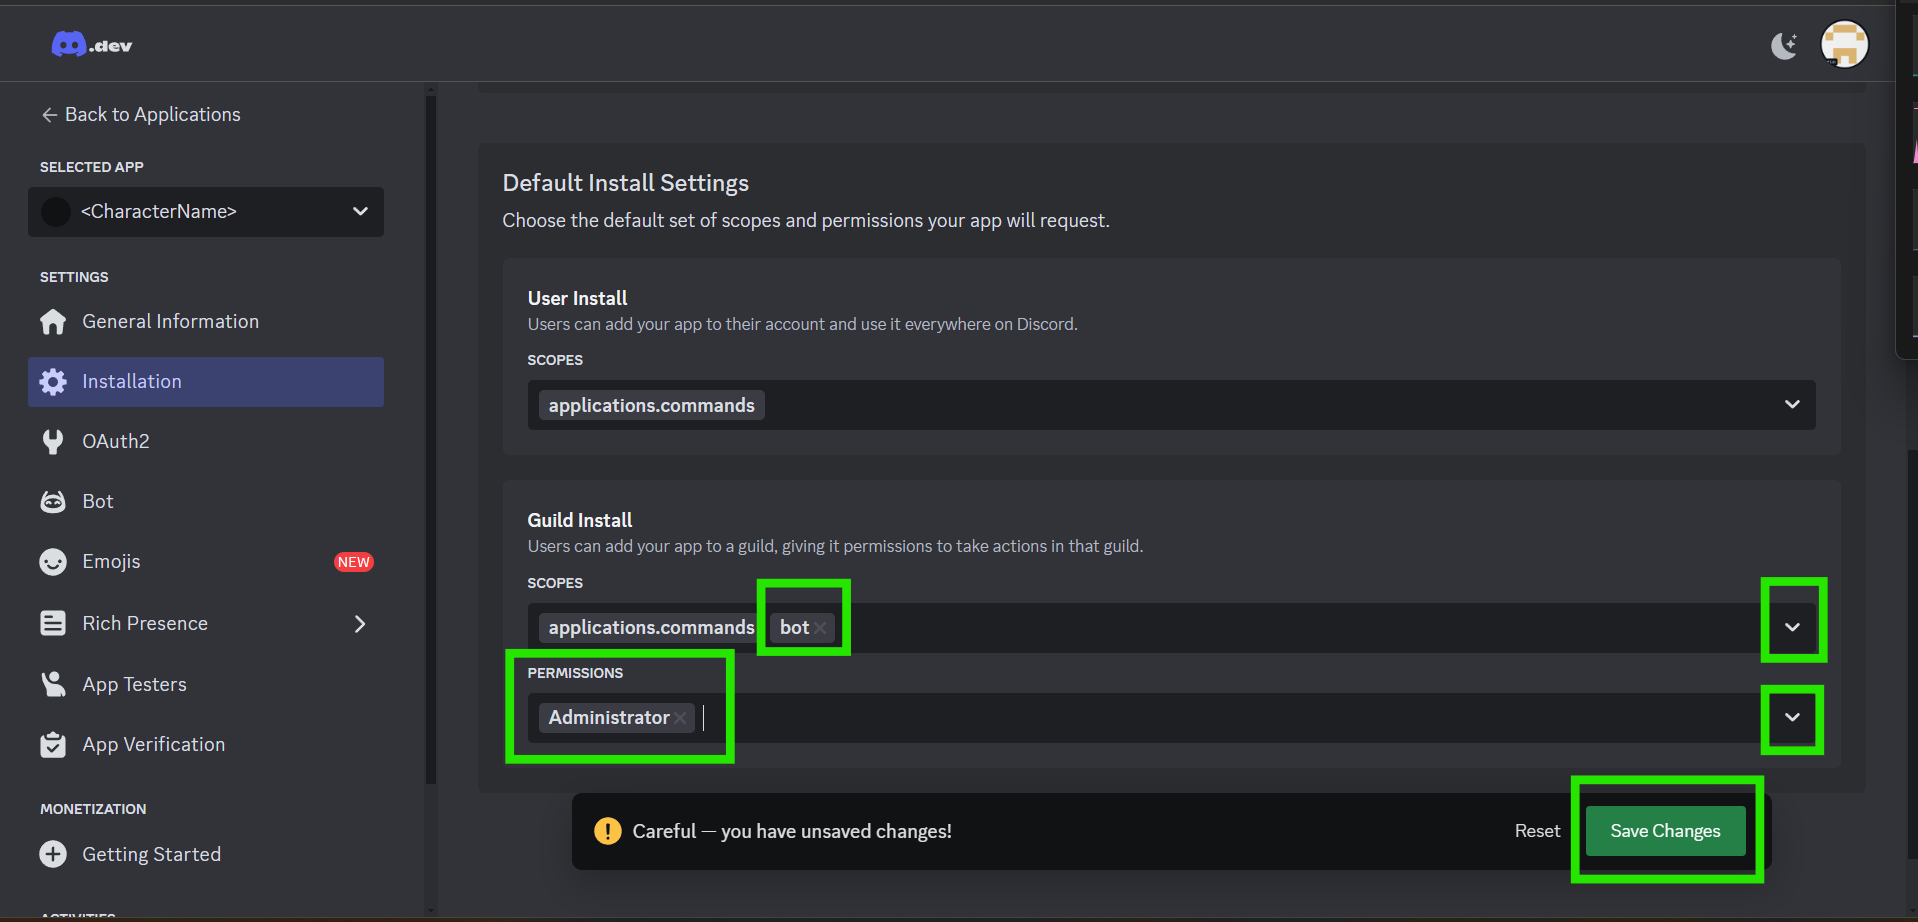 .dev
Back to Applications
SELECTED APP
<CharacterName>
SETTINGS
General Information
Installation
OAuth2
Bot
Emojis
NEW
Rich Presence
App Testers
App Verification
MONETIZATION
Getting Started
ACTIVITIES
Default Install Settings
Choose the default set of scopes and permissions your app will request.
User Install
Users can add your app to their account and use it everywhere on Discord.
SCOPES
applications.commands
Guild Install
Users can add your app to a guild, giving it permissions to take actions in that guild.
SCOPES
applications.commands bot
PERMISSIONS
Administrator
Careful — you have unsaved changes!
Reset
Save Changes